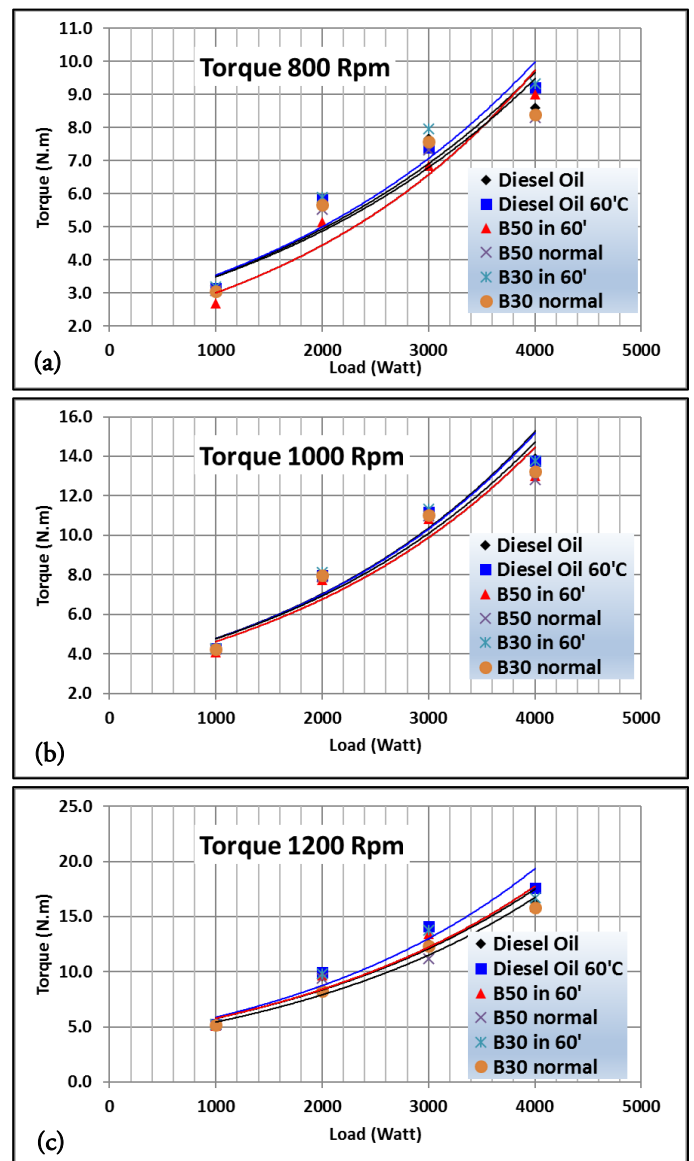 Torque 800 Rpm
11.0
10.0
9.0
8.0
7.0
6.0
5.0
4.0
3.0
2.0
Torque (N.m)
Diesel Oil
Diesel Oil 60'C
B50 in 60'
B50 normal
B30 in 60'
B30 normal
0 1000 2000 3000 4000 5000
Load (Watt)
(a)
Torque 1000 Rpm
16.0
14.0
12.0
10.0
8.0
6.0
4.0
2.0
Torque (N.m)
Diesel Oil
Diesel Oil 60'C
B50 in 60'
B50 normal
B30 in 60'
B30 normal
0 1000 2000 3000 4000 5000
Load (Watt)
(b)
Torque 1200 Rpm
25.0
20.0
15.0
10.0
5.0
0.0
Torque (N.m)
Diesel Oil
Diesel Oil 60'C
B50 in 60'
B50 normal
B30 in 60'
B30 normal
0 1000 2000 3000 4000 5000
Load (Watt)
(c)